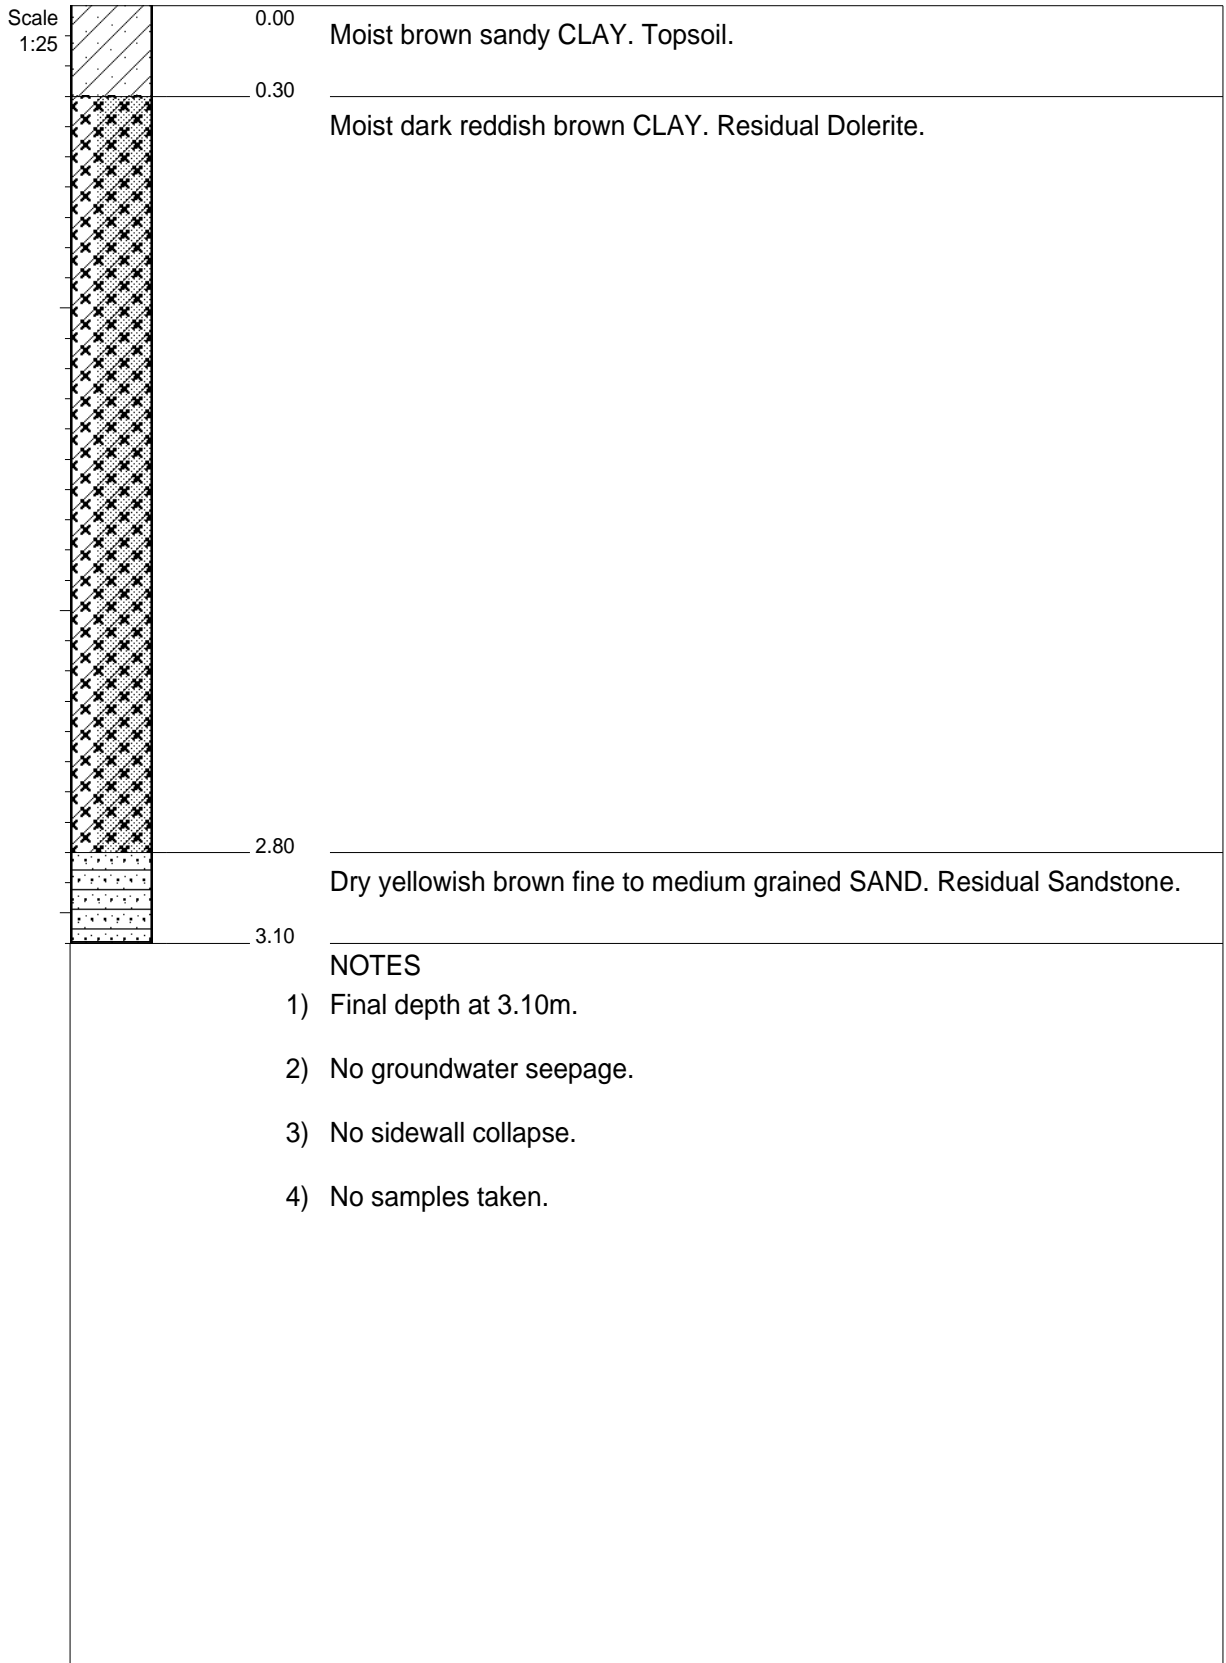 Scale
1:25
0.00
Moist brown sandy CLAY. Topsoil.
0.30
Moist dark reddish brown CLAY. Residual Dolerite.
2.80
Dry yellowish brown fine to medium grained SAND. Residual Sandstone.
3.10
NOTES
1) Final depth at 3.10m.
2) No groundwater seepage.
3) No sidewall collapse.
4) No samples taken.